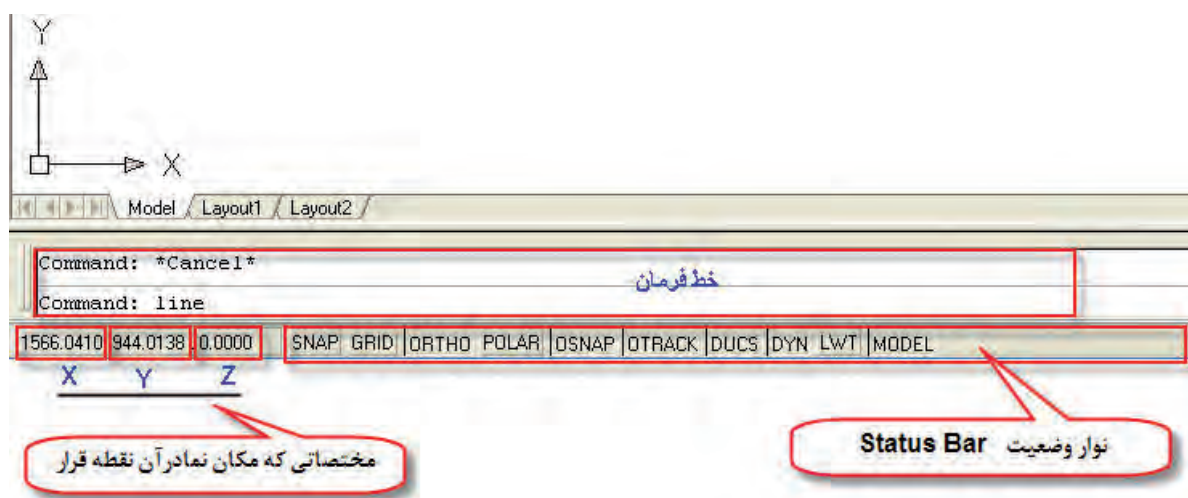 Y
X
Model / Layout1 / Layout2 /
Command: *Cancel*
خط فرمان
Command: line
1566.0410, 944.0138, 0.0000 SNAP GRID ORTHO POLAR OSNAP OTRACK DUCS DYN LWT MODEL
X Y Z
مختصاتی که مکان نمادرآن نقطه قرار
نوار وضعیت Status Bar